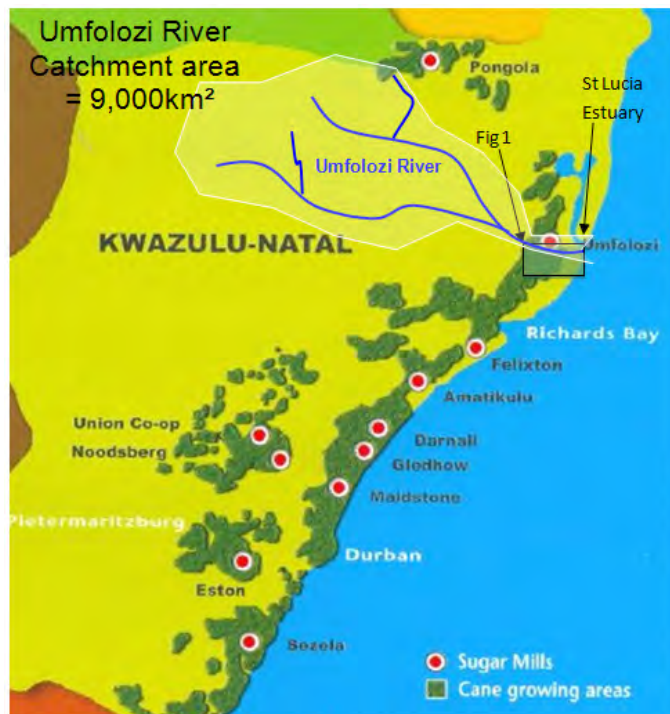 Umfolozi River
Catchment area
= 9,000km²
Pongola
St Lucia
Estuary
Fig 1
Umfolozi River
KWAZULU-NATAL
Umfolozi
Richards Bay
Felixton
Amatikulu
Union Co-op
Noodsberg
Darnall
Gledhow
Maidstone
Pietermaritzburg
Durban
Eston
Sezela
Sugar Mills
Cane growing areas